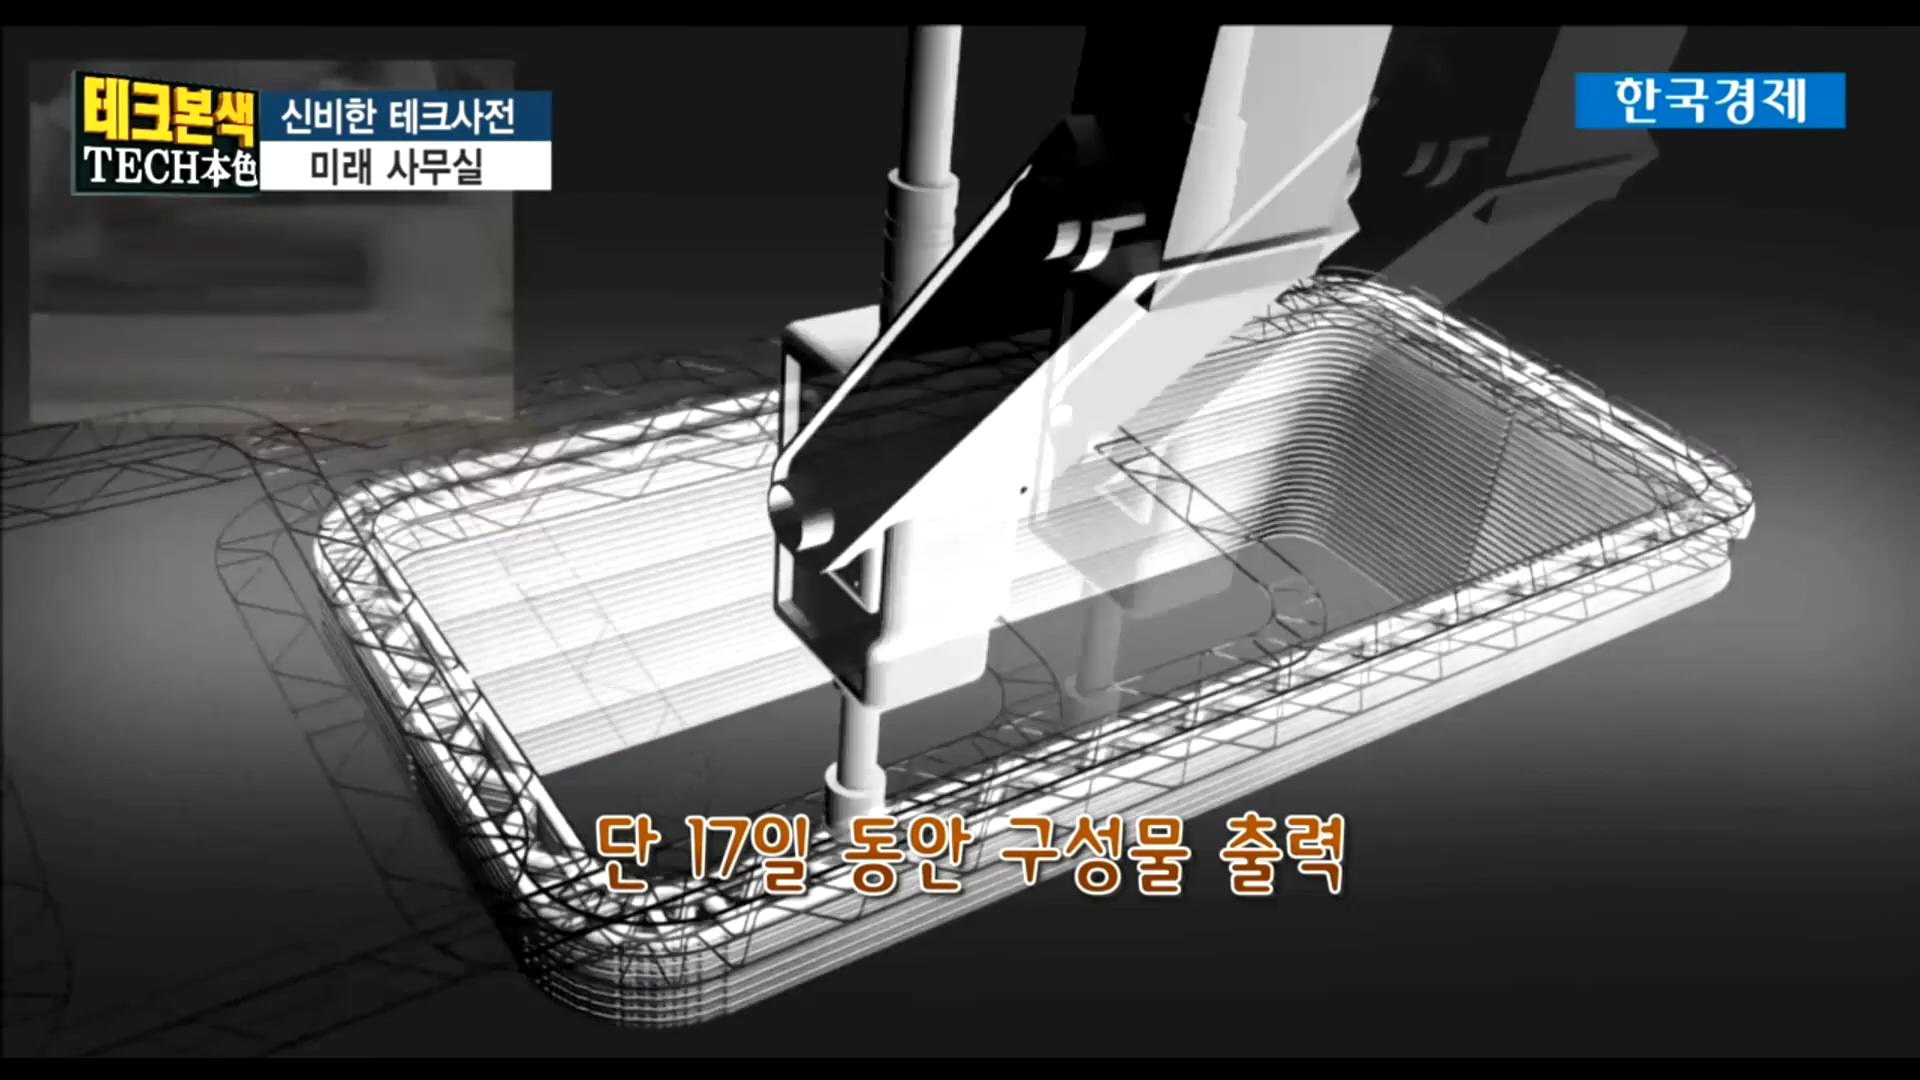 테크본색
TECH本色
신비한 테크사전
미래 사무실
한국경제
단 17일 동안 구성물 출력